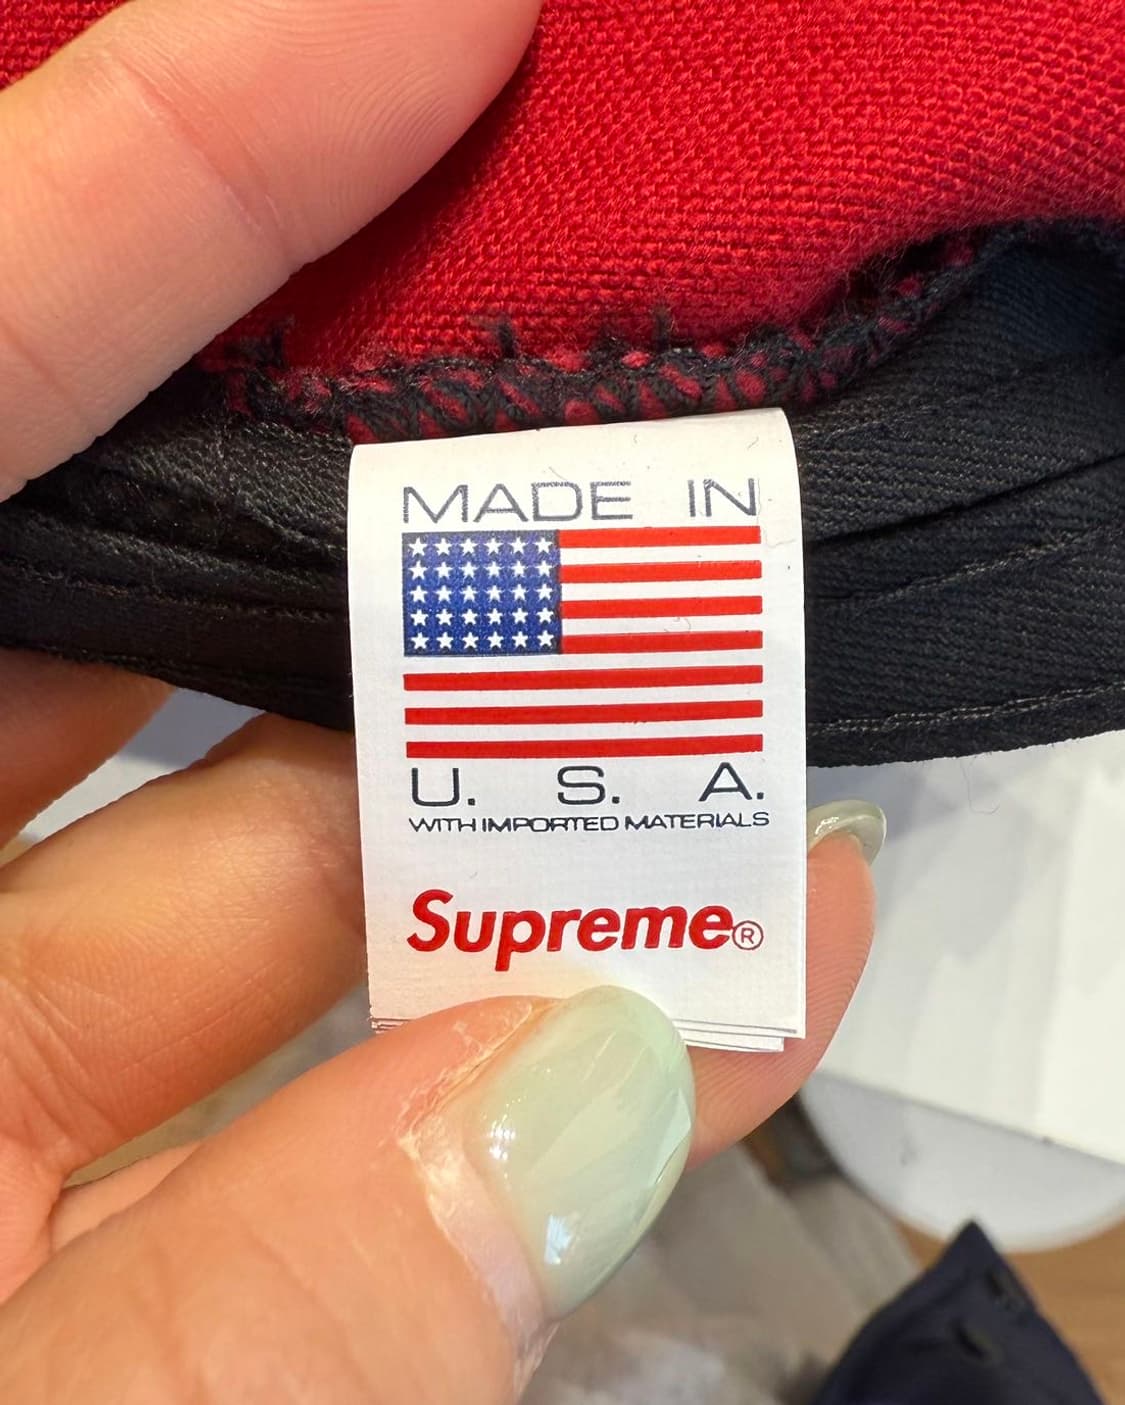 MADE IN
U. S. A.
WITH IMPORTED MATERIALS
Supreme®